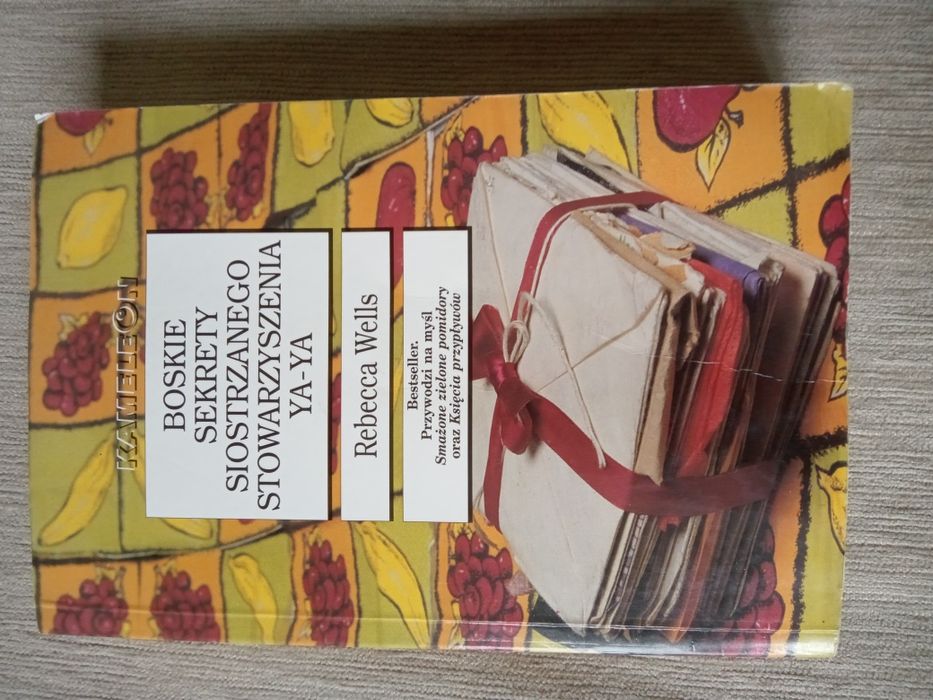 KAMELEON
BOSKIE
SEKRETY
SIOSTRZANEGO
STOWARZYSZENIA
YA-YA
Rebecca Wells
Bestseller.
Przywodzi na myśl
Smażone zielone pomidory
oraz Księcia przypływów